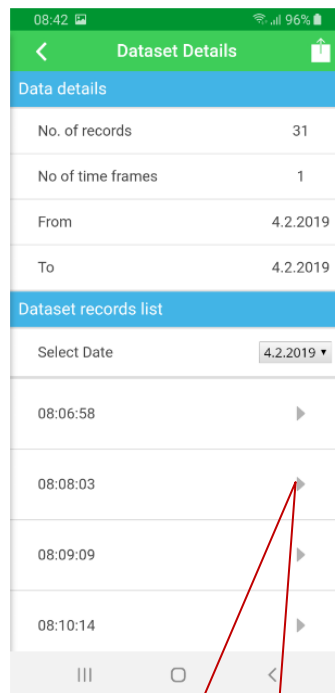 08:42 96%
Dataset Details
Data details
No. of records 31
No of time frames 1
From 4.2.2019
To 4.2.2019
Dataset records list
Select Date 4.2.2019
08:06:58
08:08:03
08:09:09
08:10:14